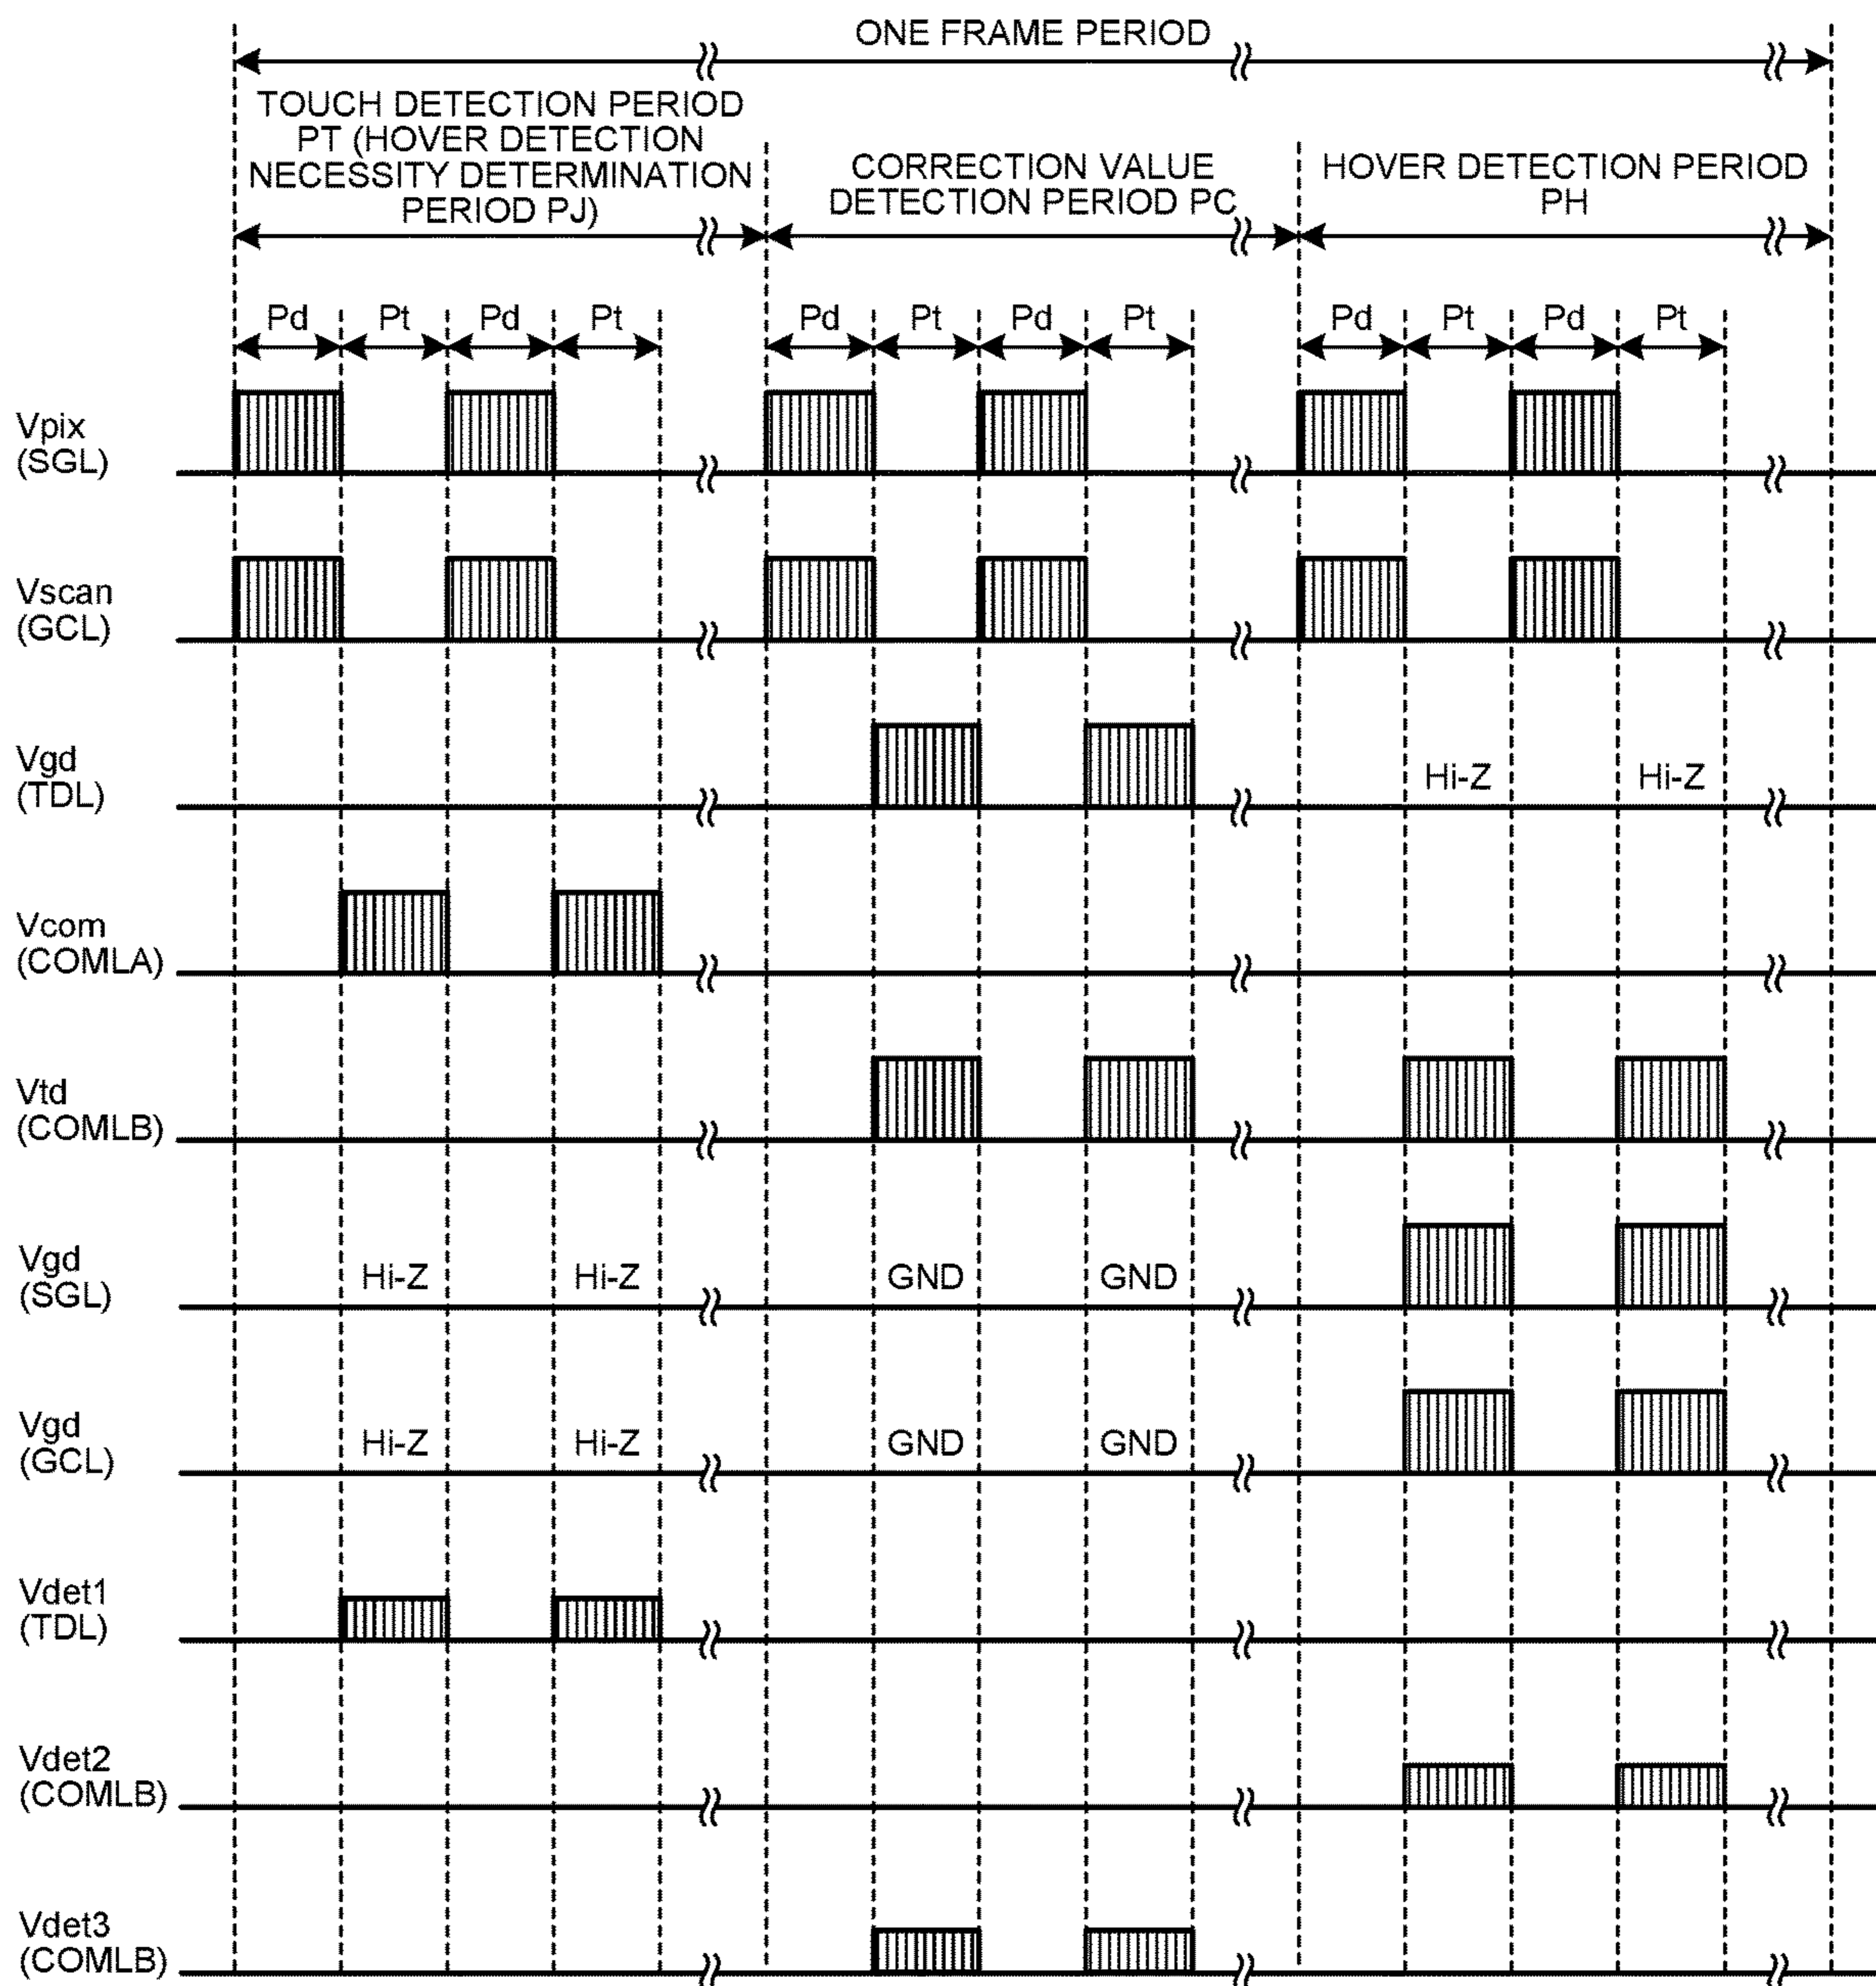 ONE FRAME PERIOD
TOUCH DETECTION PERIOD
PT (HOVER DETECTION
NECESSITY DETERMINATION
PERIOD PJ)
CORRECTION VALUE
DETECTION PERIOD PC
HOVER DETECTION PERIOD
PH
Pd Pt Pd Pt Pd Pt Pd Pt Pd Pt Pd Pt
Vpix
(SGL)
Vscan
(GCL)
Vgd
(TDL)
Hi-Z Hi-Z
Vcom
(COMLA)
Vtd
(COMLB)
Vgd
(SGL)
Hi-Z Hi-Z GND GND
Vgd
(GCL)
Hi-Z Hi-Z GND GND
Vdet1
(TDL)
Vdet2
(COMLB)
Vdet3
(COMLB)